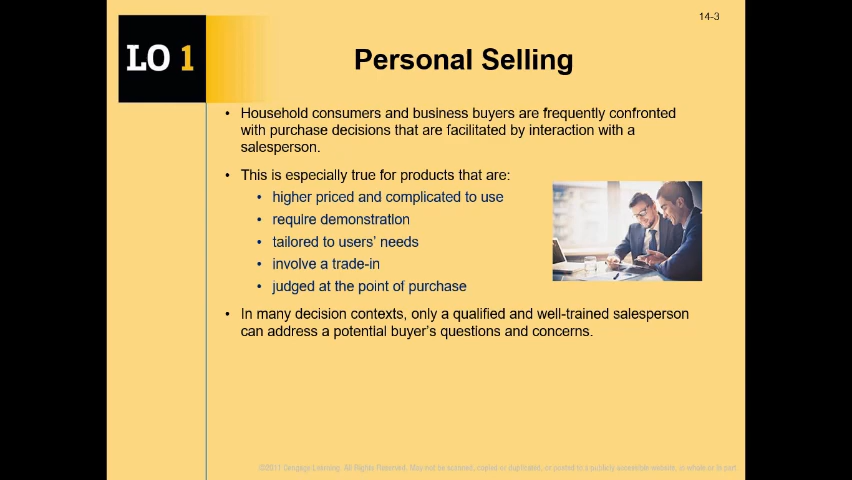 14-3
LO 1
Personal Selling
• Household consumers and business buyers are frequently confronted
with purchase decisions that are facilitated by interaction with a
salesperson.
• This is especially true for products that are:
• higher priced and complicated to use
• require demonstration
• tailored to users' needs
• involve a trade-in
• judged at the point of purchase
• In many decision contexts, only a qualified and well-trained salesperson
can address a potential buyer's questions and concerns.
©2011 Cengage Learning. All Rights Reserved. May not be scanned, copied or duplicated, or posted to a publicly accessible website, in whole or in part.